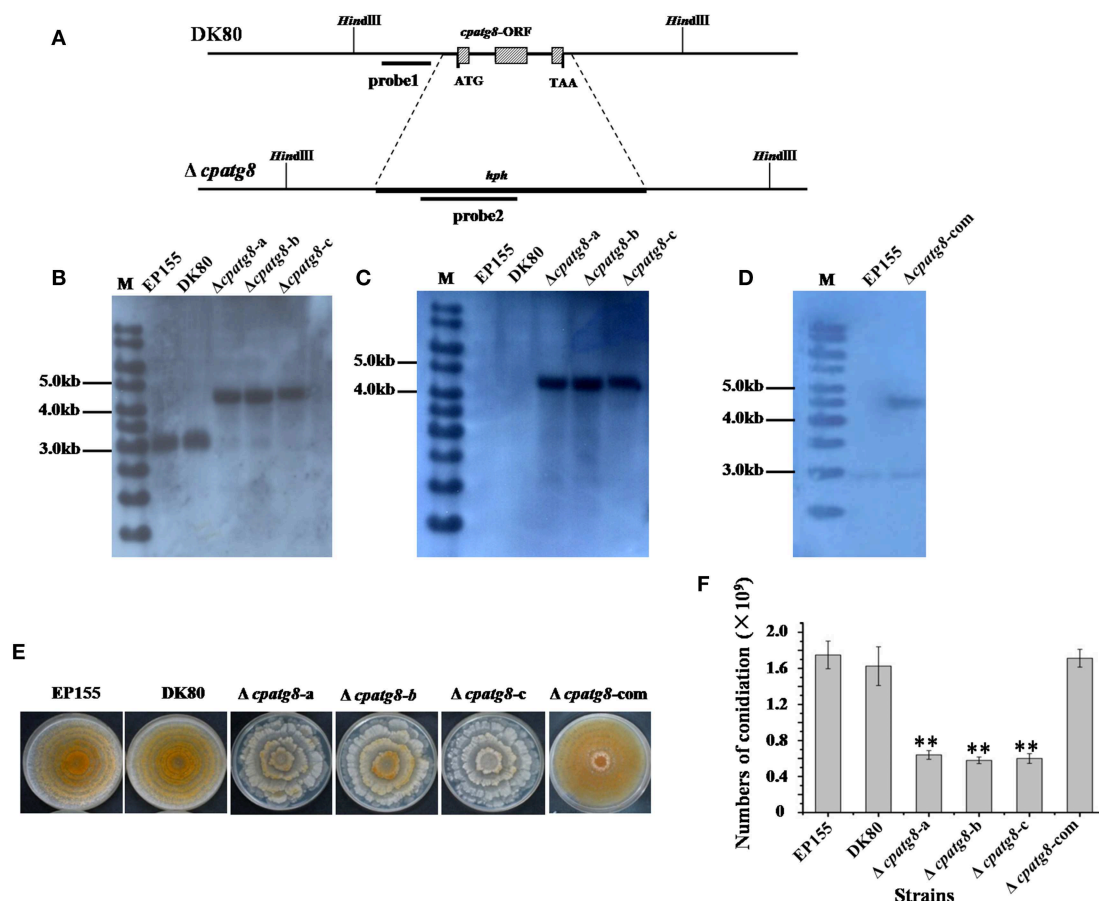 A
DK80
HindIII
cpatg8-ORF
HindIII
probe1
ATG
TAA
Δ cpatg8
HindIII
hph
HindIII
probe2
B
M
EP155
DK80
Δcpatg8-a
Δcpatg8-b
Δcpatg8-c
5.0kb
4.0kb
3.0kb
C
M
EP155
DK80
Δcpatg8-a
Δcpatg8-b
Δcpatg8-c
5.0kb
4.0kb
D
M
EP155
Δcpatg8-com
5.0kb
4.0kb
3.0kb
E
EP155
DK80
Δ cpatg8-a
Δ cpatg8-b
Δ cpatg8-c
Δ cpatg8-com
F
Numbers of conidiation (×10⁹)
2.0
1.6
1.2
0.8
0.4
0
**
**
**
EP155
DK80
Δ cpatg8-a
Δ cpatg8-b
Δ cpatg8-c
Δ cpatg8-com
Strains